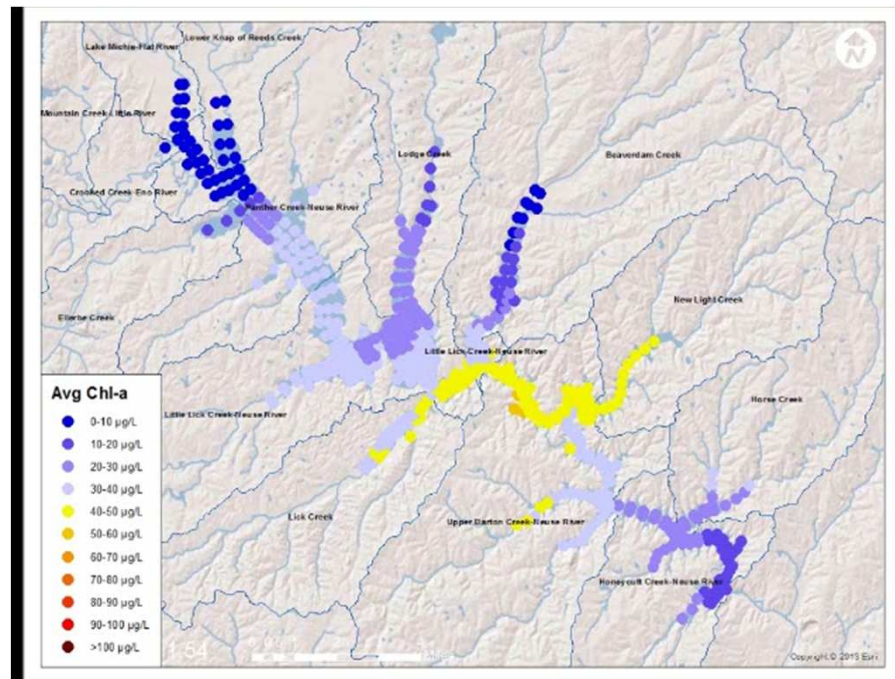 Lower Knap of Reeds Creek
Lake Michie-Flat River
N
Mountain Creek-Little River
Lodge Creek
Beaverdam Creek
Crooked Creek-Eno River
Panther Creek-Neuse River
New Light Creek
Ellerbe Creek
Little Lick Creek-Neuse River
Avg Chl-a
0-10 µg/L
10-20 µg/L
20-30 µg/L
30-40 µg/L
40-50 µg/L
50-60 µg/L
60-70 µg/L
70-80 µg/L
80-90 µg/L
90-100 µg/L
>100 µg/L
Little Lick Creek-Neuse River
Horse Creek
Lick Creek
Upper Barton Creek-Neuse River
Honeycutt Creek-Neuse River
1:54
Copyright:© 2013 Esri